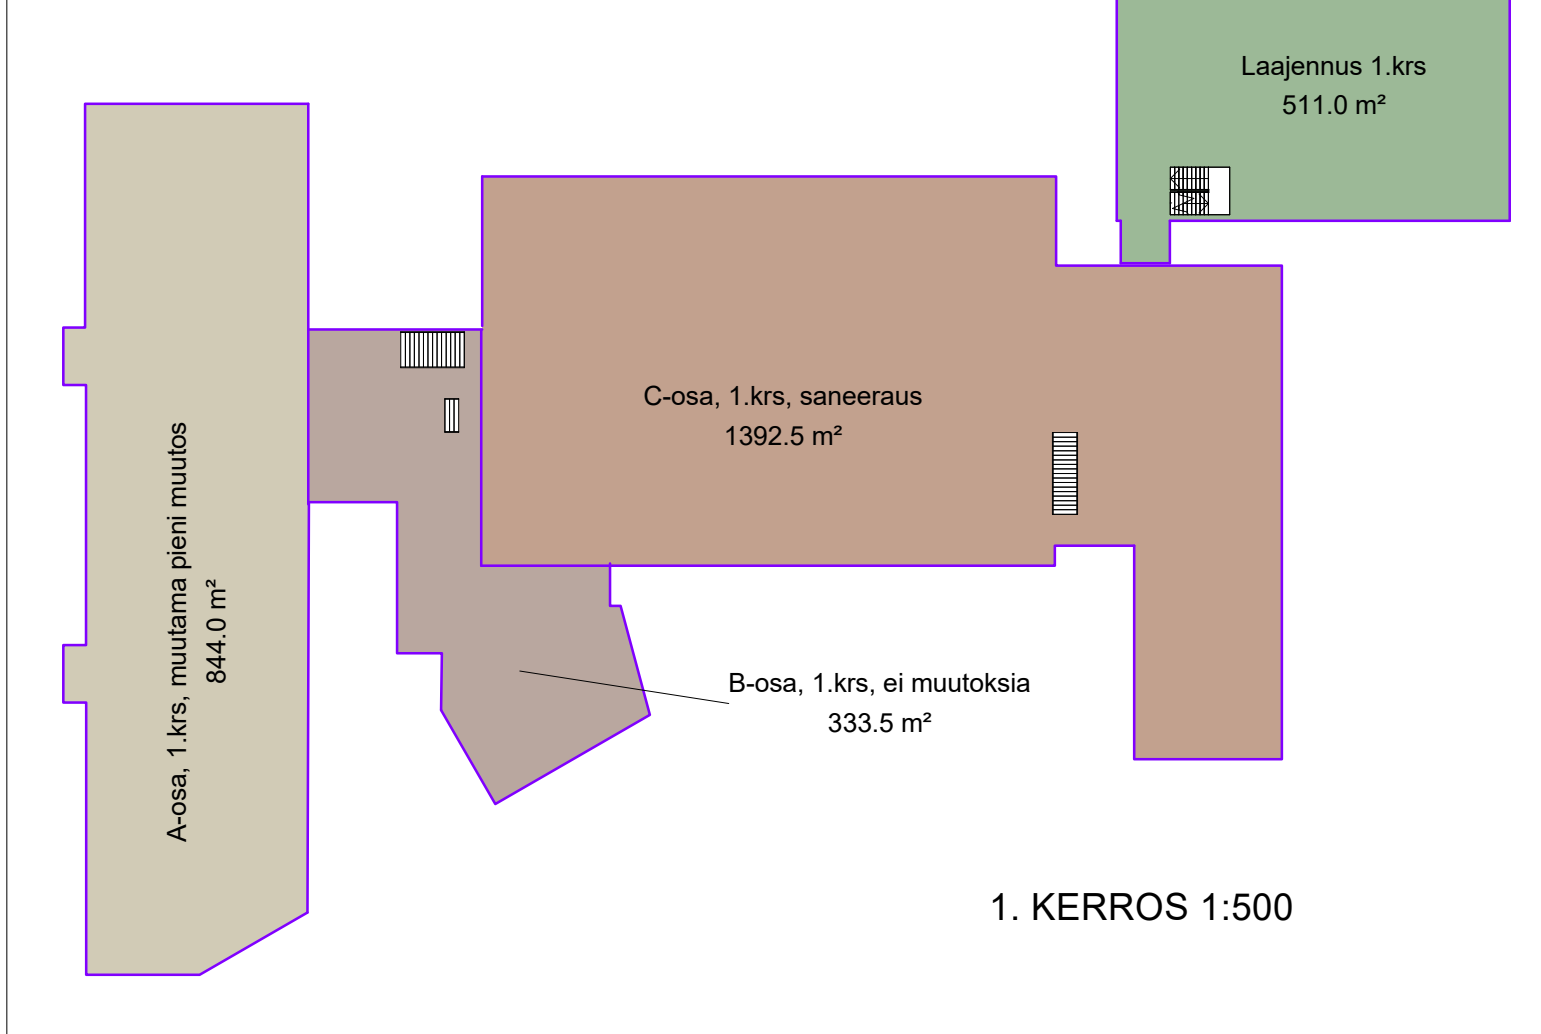 Laajennus 1.krs
511.0 m²
C-osa, 1.krs, saneeraus
1392.5 m²
A-osa, 1.krs, muutama pieni muutos
844.0 m²
B-osa, 1.krs, ei muutoksia
333.5 m²
1. KERROS 1:500